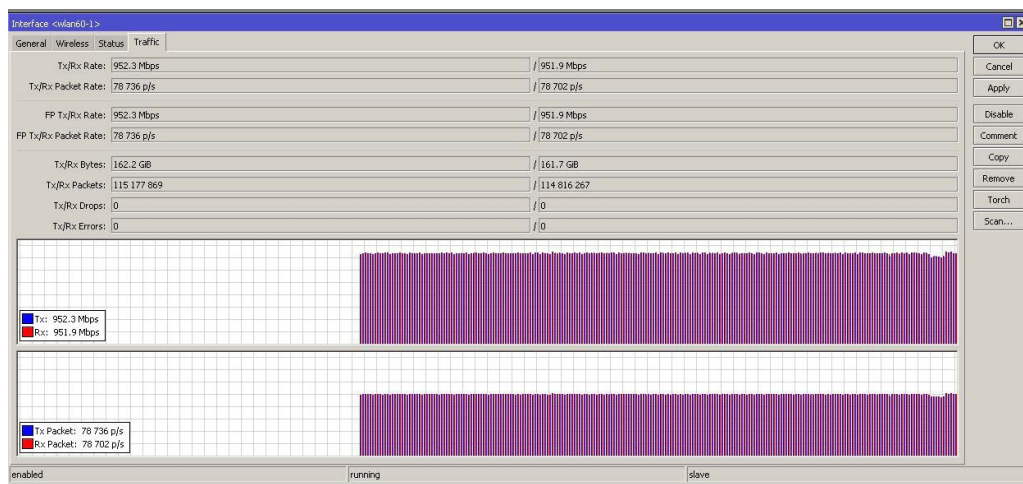 Interface <wlan60-1>
General Wireless Status Traffic
Tx/Rx Rate: 952.3 Mbps / 951.9 Mbps
Tx/Rx Packet Rate: 78 736 p/s / 78 702 p/s
FP Tx/Rx Rate: 952.3 Mbps / 951.9 Mbps
FP Tx/Rx Packet Rate: 78 736 p/s / 78 702 p/s
Tx/Rx Bytes: 162.2 GiB / 161.7 GiB
Tx/Rx Packets: 115 177 869 / 114 816 267
Tx/Rx Drops: 0 / 0
Tx/Rx Errors: 0 / 0
Tx: 952.3 Mbps
Rx: 951.9 Mbps
Tx Packet: 78 736 p/s
Rx Packet: 78 702 p/s
OK
Cancel
Apply
Disable
Comment
Copy
Remove
Torch
Scan...
enabled running slave